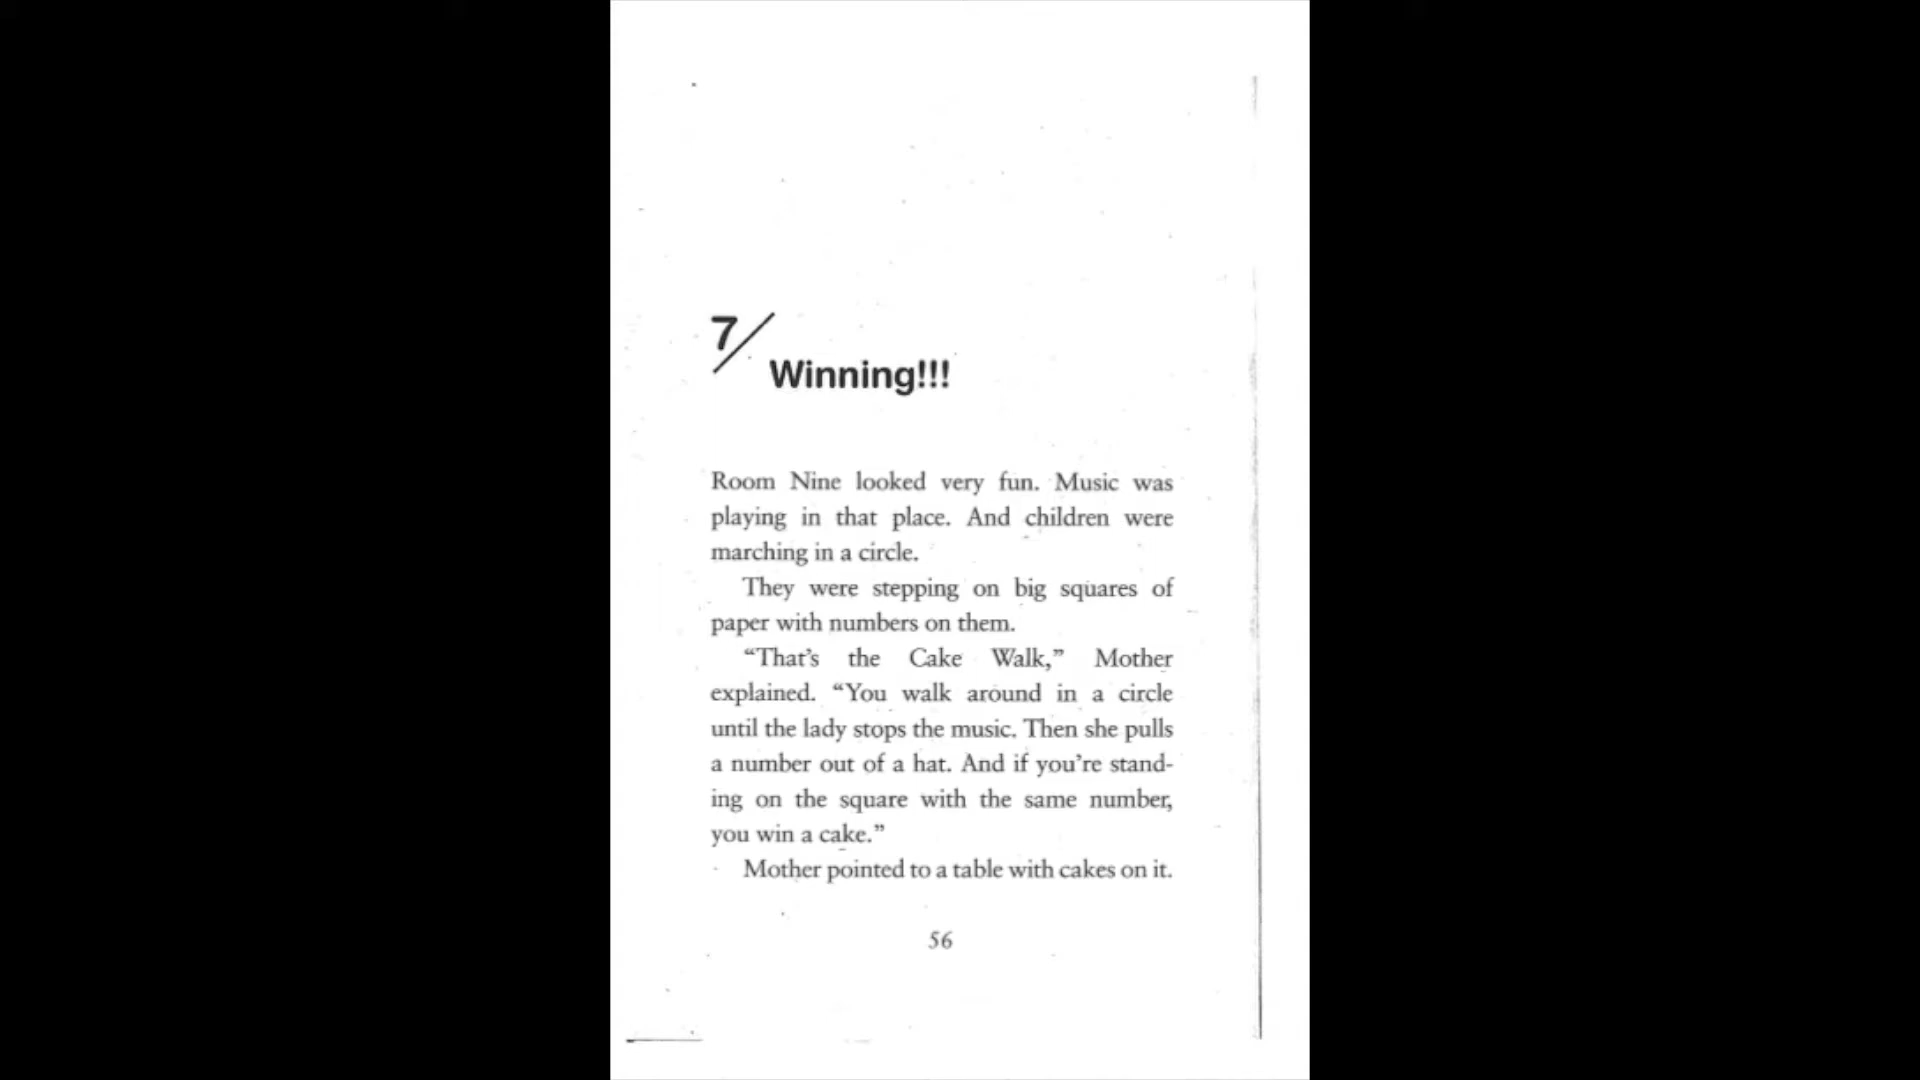 7/
Winning!!!
Room Nine looked very fun. Music was
playing in that place. And children were
marching in a circle.
They were stepping on big squares of
paper with numbers on them.
“That’s the Cake Walk,” Mother
explained. “You walk around in a circle
until the lady stops the music. Then she pulls
a number out of a hat. And if you’re stand-
ing on the square with the same number,
you win a cake.”
Mother pointed to a table with cakes on it.
56